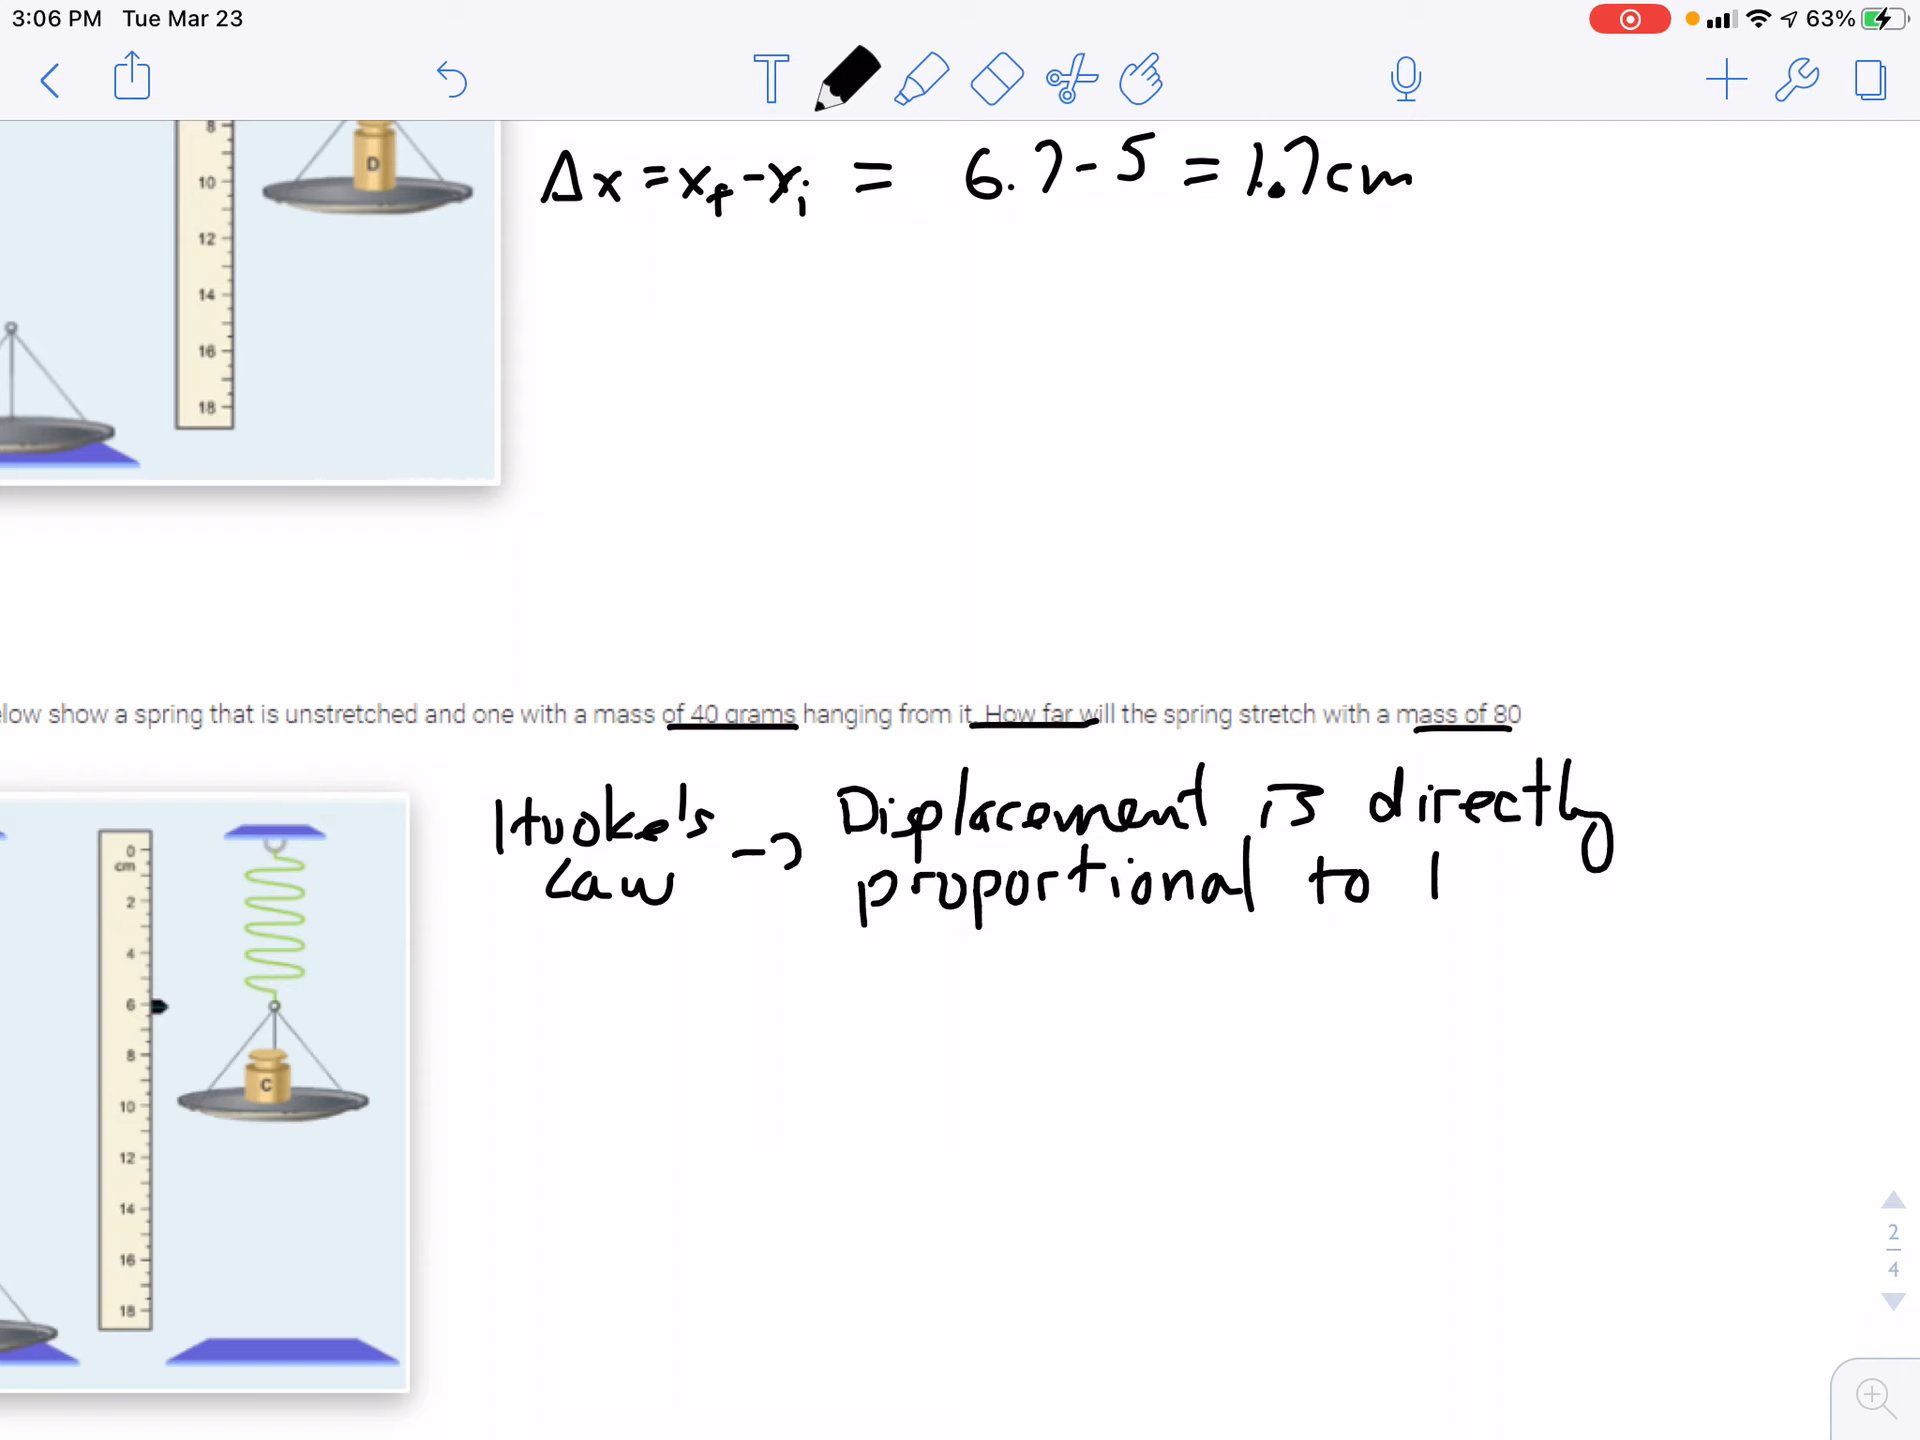 3:06 PM Tue Mar 23
63%
T
8
10
12
14
16
18
D
Δx = xf - xi = 6.7 - 5 = 1.7cm
elow show a spring that is unstretched and one with a mass of 40 grams hanging from it. How far will the spring stretch with a mass of 80
Hooke's → Displacement is directly
Law proportional to
0
cm
2
4
6
8
10
12
14
16
18
C
2
4